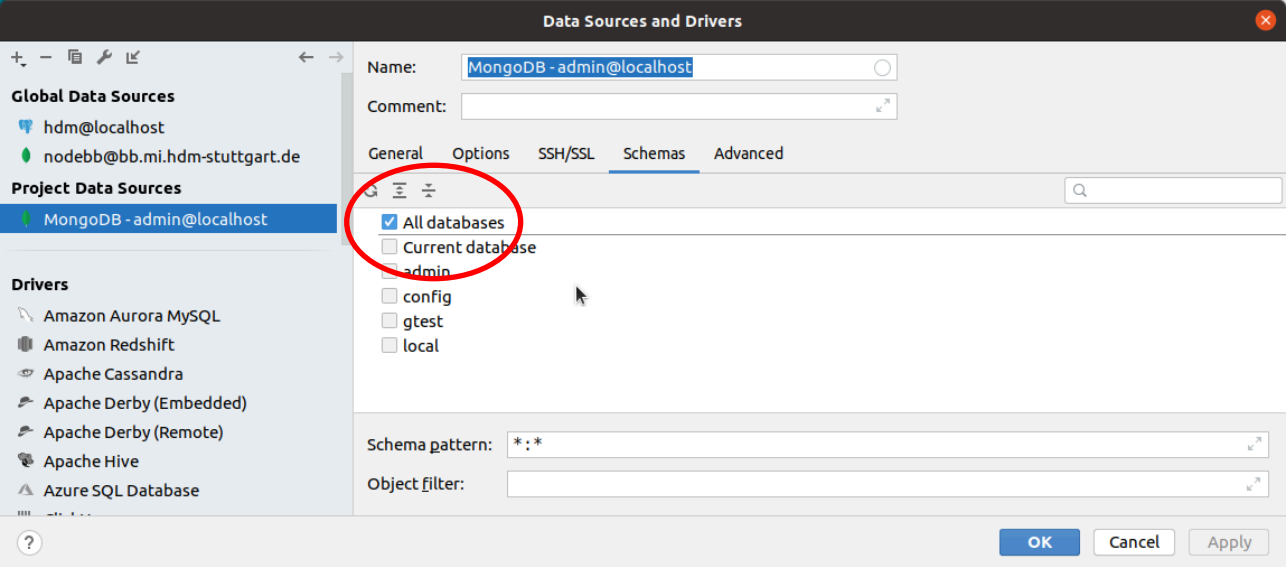 Data Sources and Drivers
Global Data Sources
hdm@localhost
nodebb@bb.mi.hdm-stuttgart.de
Project Data Sources
MongoDB - admin@localhost
Drivers
Amazon Aurora MySQL
Amazon Redshift
Apache Cassandra
Apache Derby (Embedded)
Apache Derby (Remote)
Apache Hive
Azure SQL Database
Name: MongoDB - admin@localhost
Comment:
General Options SSH/SSL Schemas Advanced
All databases
Current database
admin
config
gtest
local
Schema pattern: *:*
Object filter:
? OK Cancel Apply